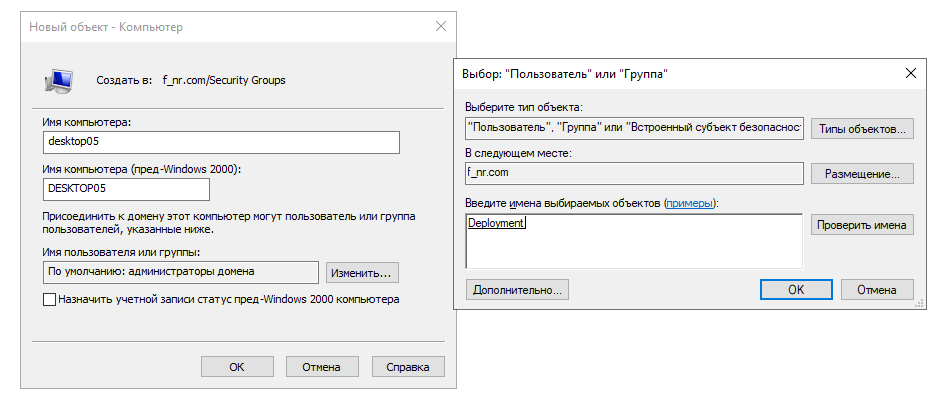 Новый объект - Компьютер
Создать в: f_nr.com/Security Groups
Имя компьютера:
desktop05
Имя компьютера (пред-Windows 2000):
DESKTOP05
Присоединить к домену этот компьютер могут пользователь или группа
пользователей, указанные ниже.
Имя пользователя или группы:
По умолчанию: администраторы домена
Изменить...
Назначить учетной записи статус пред-Windows 2000 компьютера
ОК
Отмена
Справка
Выбор: "Пользователь" или "Группа"
Выберите тип объекта:
"Пользователь", "Группа" или "Встроенный субъект безопаснос
Типы объектов...
В следующем месте:
f_nr.com
Размещение...
Введите имена выбираемых объектов (примеры):
Deployment
Проверить имена
Дополнительно...
ОК
Отмена